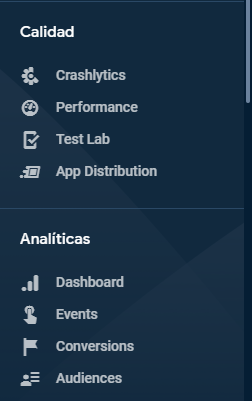 Calidad
Crashlytics
Performance
Test Lab
App Distribution
Analíticas
Dashboard
Events
Conversions
Audiences